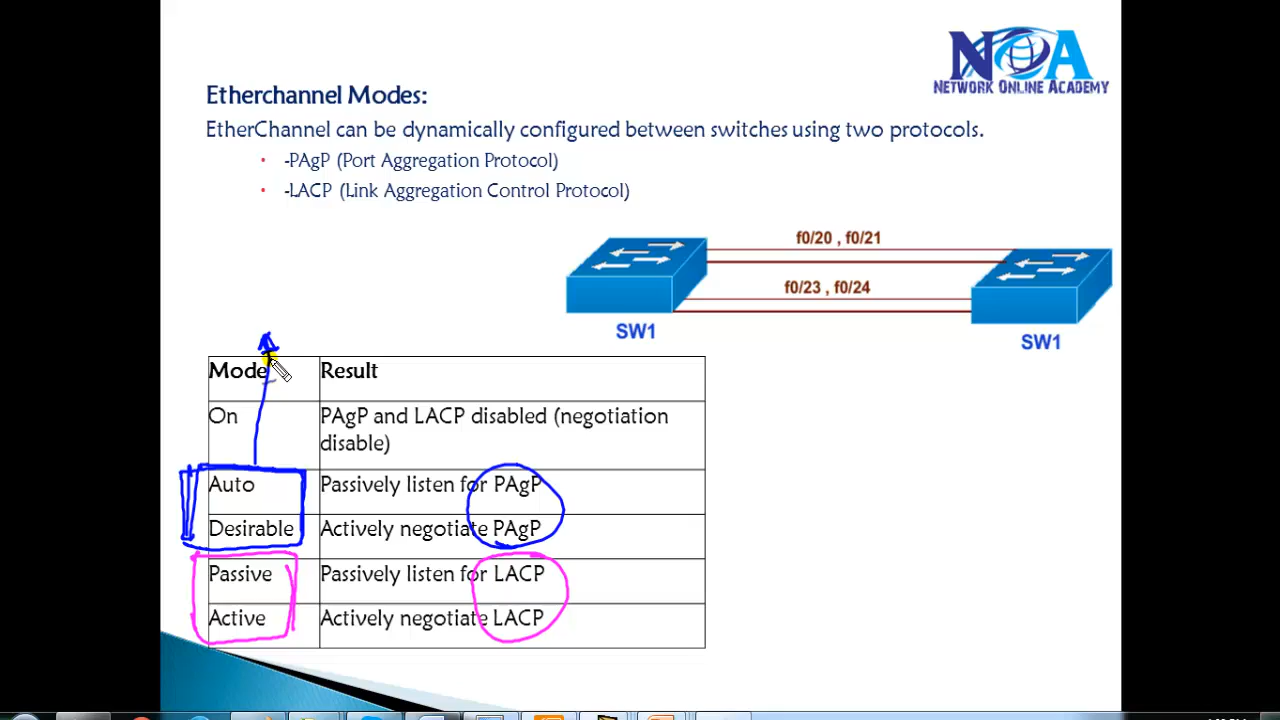 NOA
NETWORK ONLINE ACADEMY
Etherchannel Modes:
EtherChannel can be dynamically configured between switches using two protocols.
• -PAgP (Port Aggregation Protocol)
• -LACP (Link Aggregation Control Protocol)
f0/20 , f0/21
f0/23 , f0/24
SW1
SW1
Mode Result
On PAgP and LACP disabled (negotiation
disable)
Auto Passively listen for PAgP
Desirable Actively negotiate PAgP
Passive Passively listen for LACP
Active Actively negotiate LACP